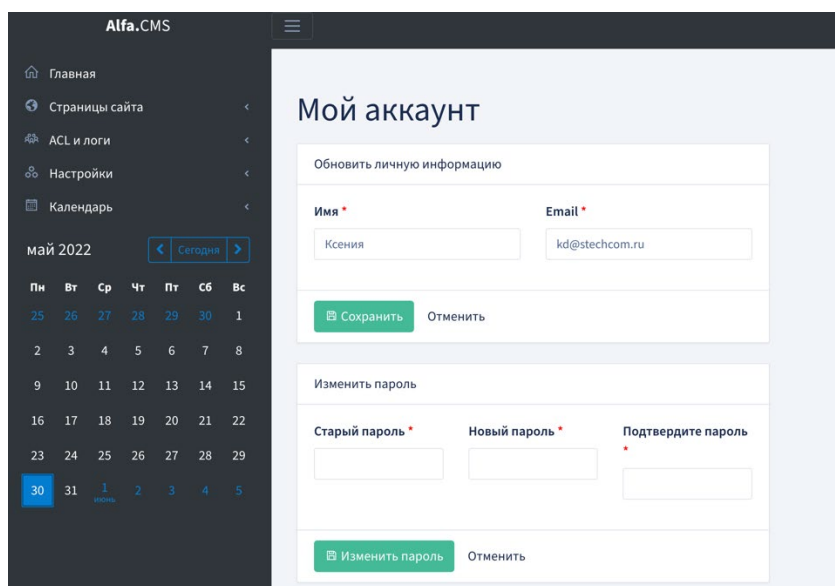 Alfa.CMS
Главная
Страницы сайта
ACL и логи
Настройки
Календарь
май 2022
Сегодня
Пн Вт Ср Чт Пт Сб Вс
25 26 27 28 29 30 1
2 3 4 5 6 7 8
9 10 11 12 13 14 15
16 17 18 19 20 21 22
23 24 25 26 27 28 29
30 31 1 2 3 4 5
июнь
Мой аккаунт
Обновить личную информацию
Имя * Email *
Ксения kd@stechcom.ru
Сохранить Отменить
Изменить пароль
Старый пароль * Новый пароль * Подтвердите пароль
*
Изменить пароль Отменить